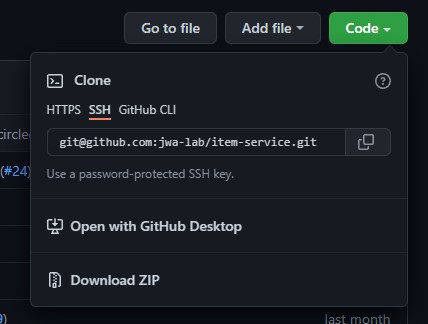 Go to file Add file Code
Clone
HTTPS SSH GitHub CLI
circle
git@github.com:jwa-lab/item-service.git
(#24)
Use a password-protected SSH key.
Open with GitHub Desktop
Download ZIP
9) last month